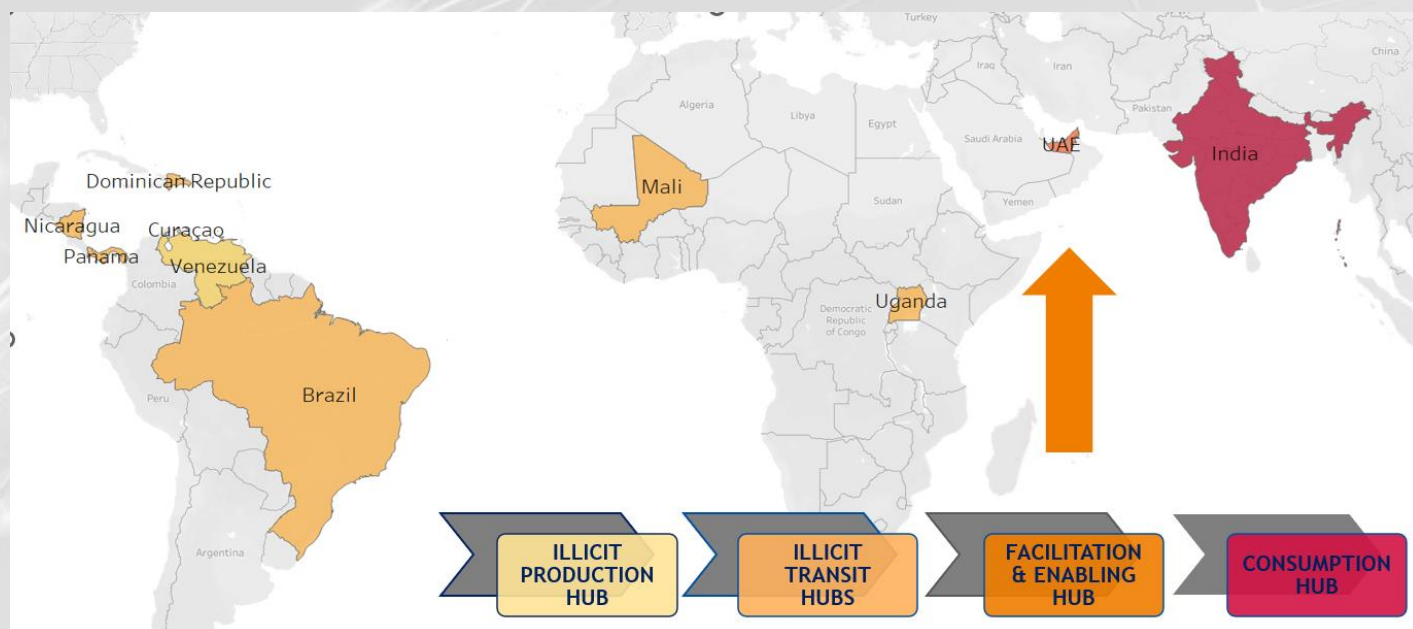 Turkey
China
Iraq
Iran
Pakistan
Algeria
Libya
Egypt
Saudi Arabia
UAE
India
Dominican Republic
Mali
Sudan
Yemen
Nicaragua
Curaçao
Panama
Venezuela
Colombia
Uganda
Democratic
Republic
of Congo
Brazil
Peru
Argentina
ILLICIT
PRODUCTION
HUB
ILLICIT
TRANSIT
HUBS
FACILITATION
& ENABLING
HUB
CONSUMPTION
HUB